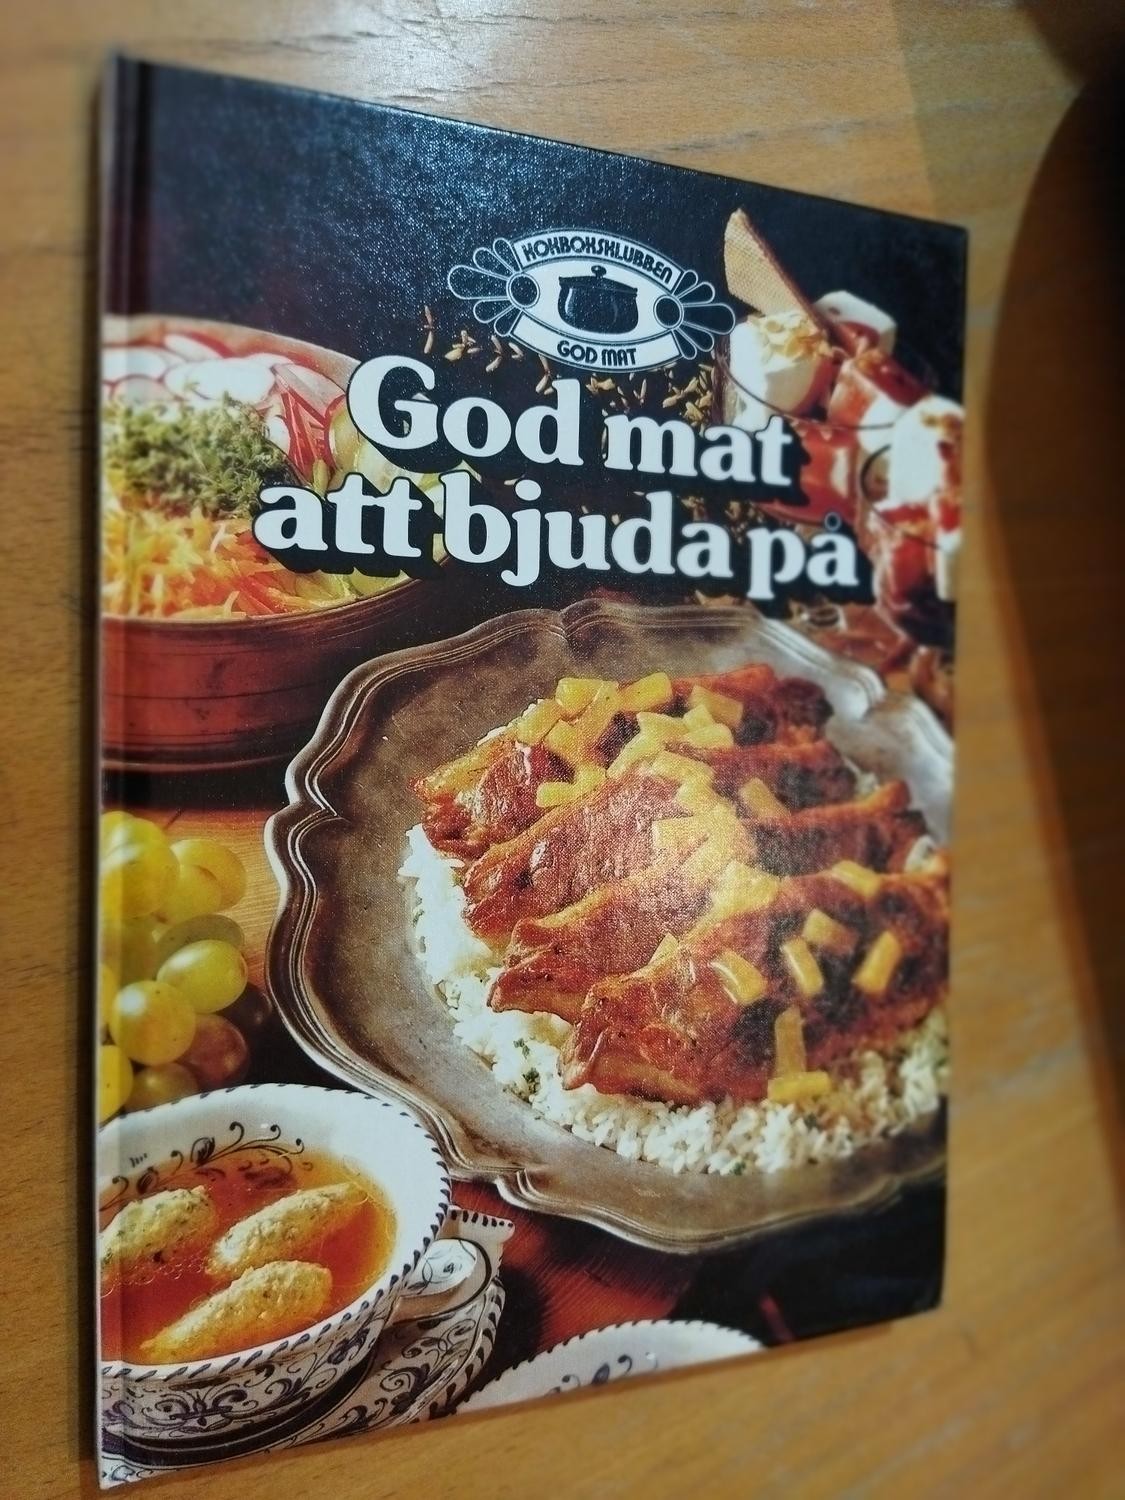 KOKBOKSKLUBBEN
GOD MAT
God mat
att bjuda på